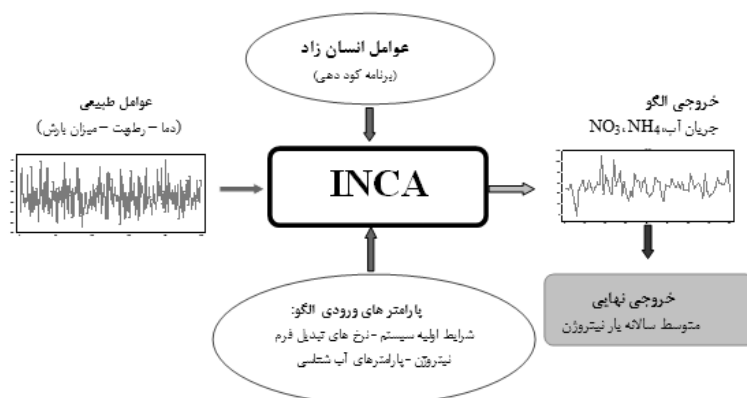 عوامل انسان زاد
(برنامه کود دهی)
خروجی الگو
جریان آب، NO3، NH4
عوامل طبیعی
(دما – رطوبت – میزان بارش)
INCA
پارامتر های ورودی الگو:
شرایط اولیه سیستم - نرخ های تبدیل فرم
نیتروژن - پارامترهای آب شناسی
خروجی نهایی
متوسط سالانه بار نیتروژن